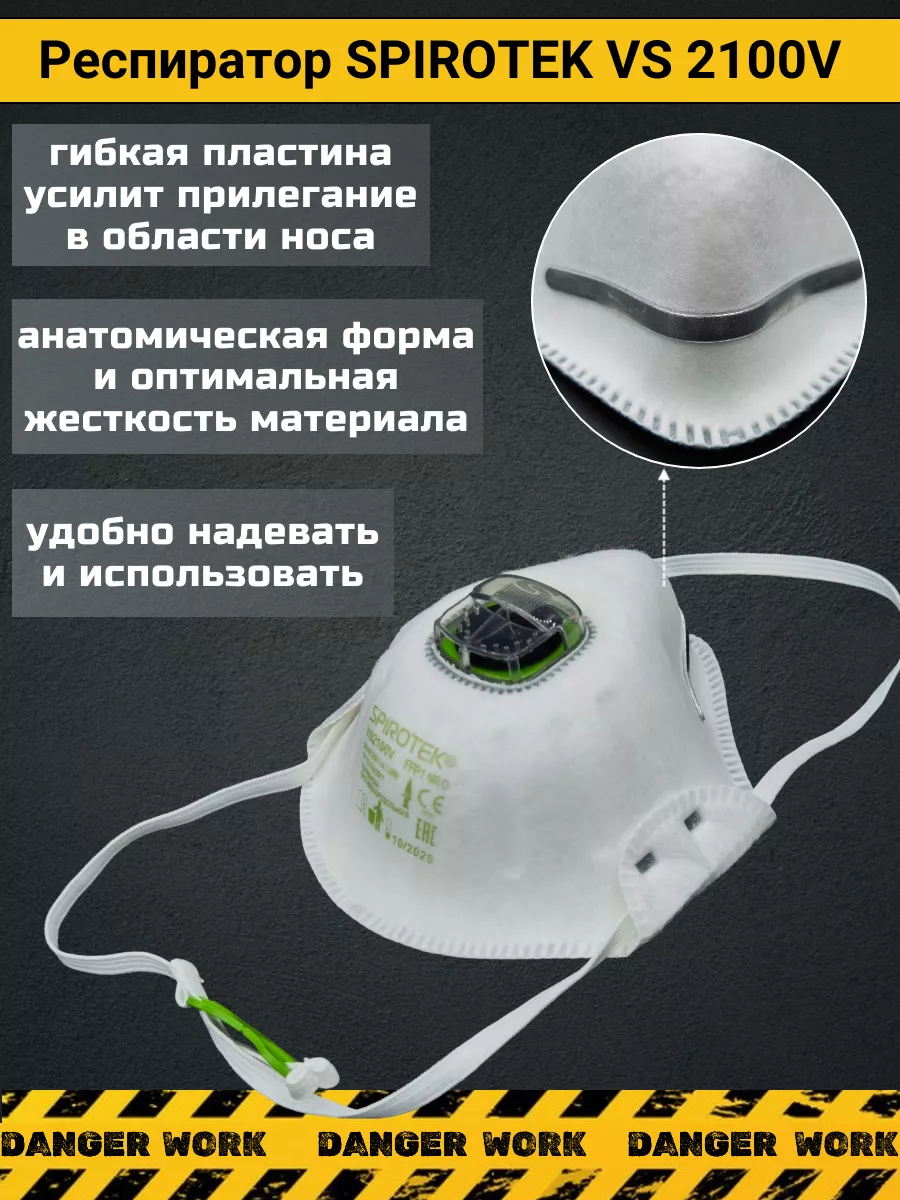 Респиратор SPIROTEK VS 2100V
гибкая пластина
усилит прилегание
в области носа
анатомическая форма
и оптимальная
жесткость материала
удобно надевать
и использовать
SPIROTEK®
VS2100V FFP1 NR D
CE
EAC
10/2025
DANGER WORK DANGER WORK DANGER WORK